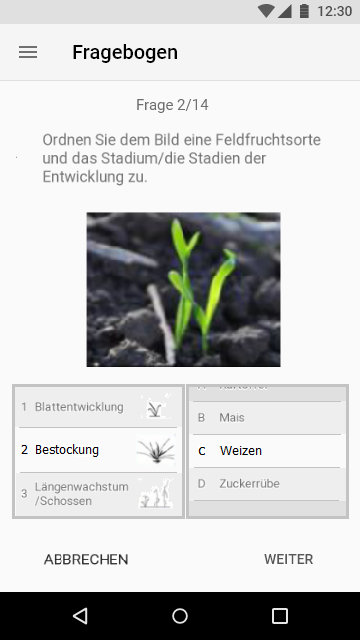 12:30
Fragebogen
Frage 2/14
Ordnen Sie dem Bild eine Feldfruchtsorte
und das Stadium/die Stadien der
Entwicklung zu.
1 Blattentwicklung
2 Bestockung
3 Längenwachstum
/Schossen
B Mais
C Weizen
D Zuckerrübe
ABBRECHEN
WEITER